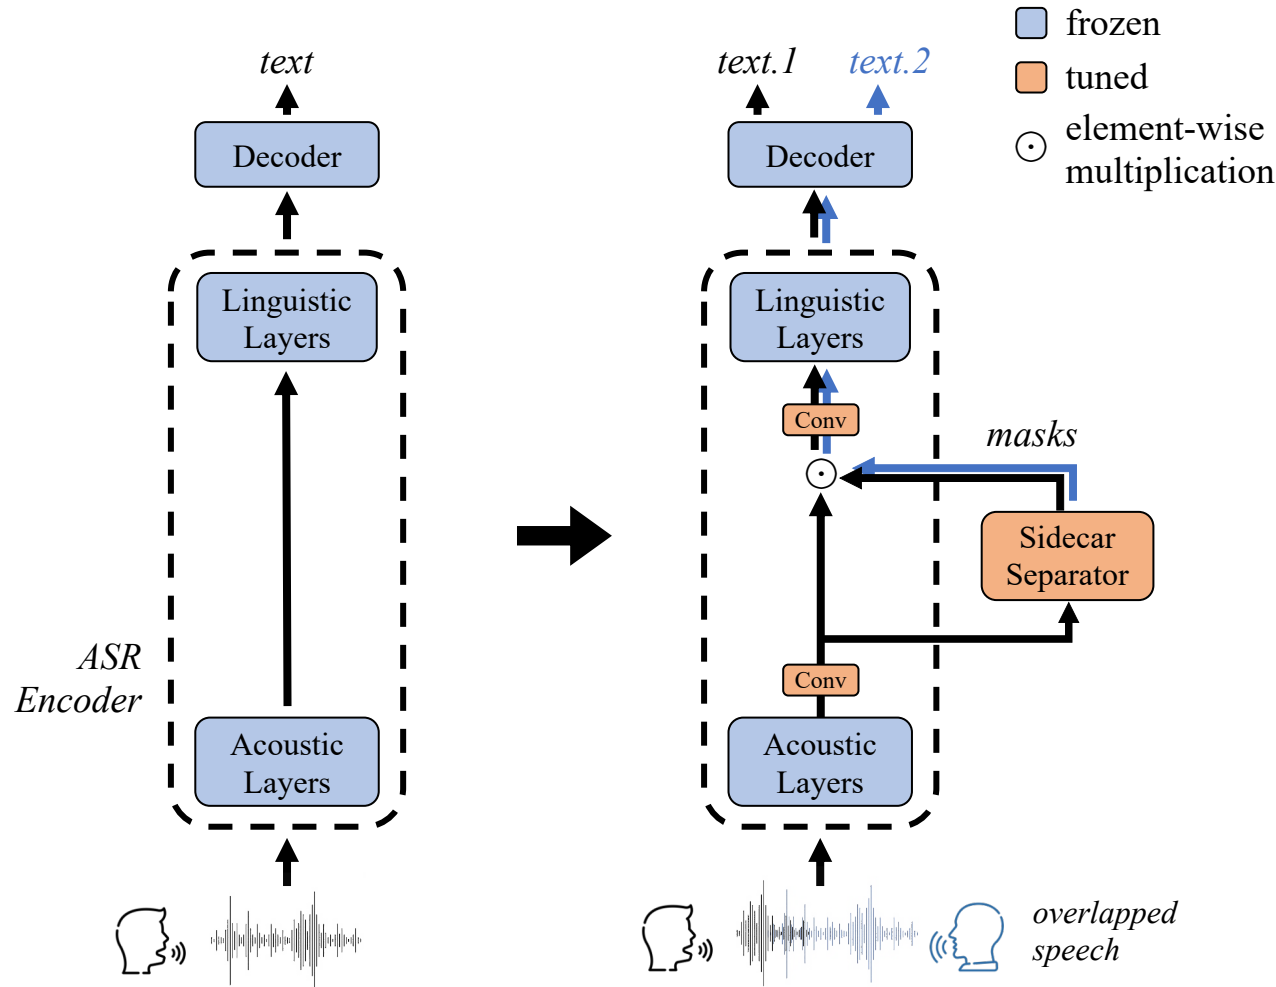 text
Decoder
Linguistic
Layers
ASR
Encoder
Acoustic
Layers
text.1
text.2
Decoder
Linguistic
Layers
Conv
masks
Sidecar
Separator
Conv
Acoustic
Layers
overlapped
speech
frozen
tuned
element-wise
multiplication